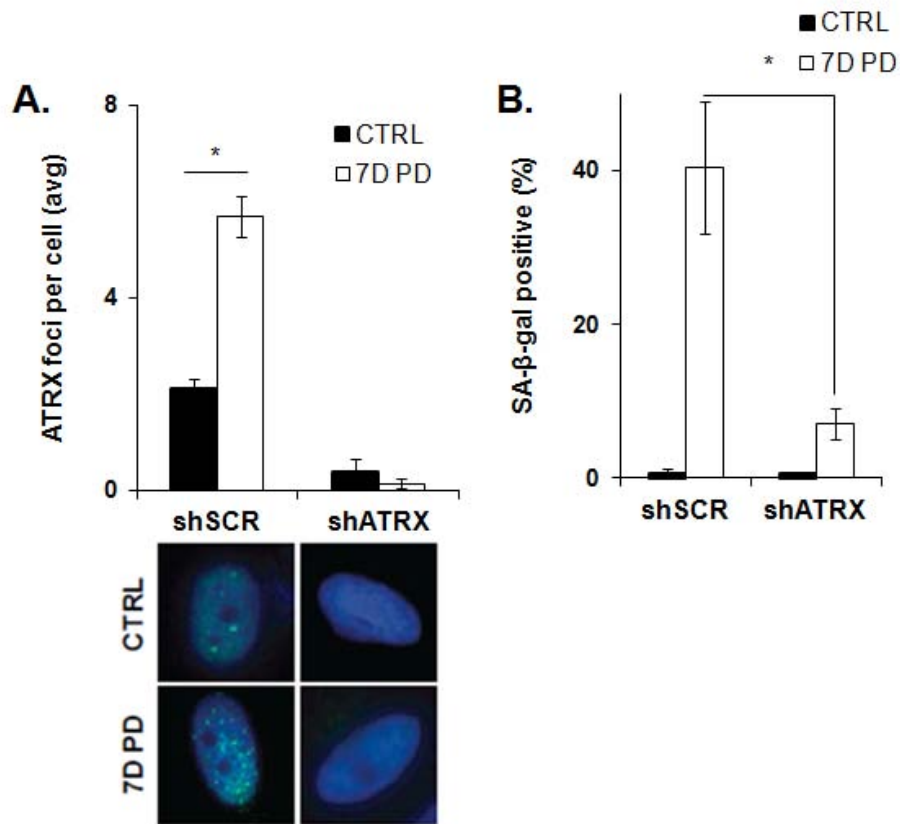 A.
CTRL
7D PD
*
ATRX foci per cell (avg)
8
4
0
shSCR
shATRX
CTRL
7D PD
B.
CTRL
* 7D PD
SA-β-gal positive (%)
40
20
0
shSCR
shATRX